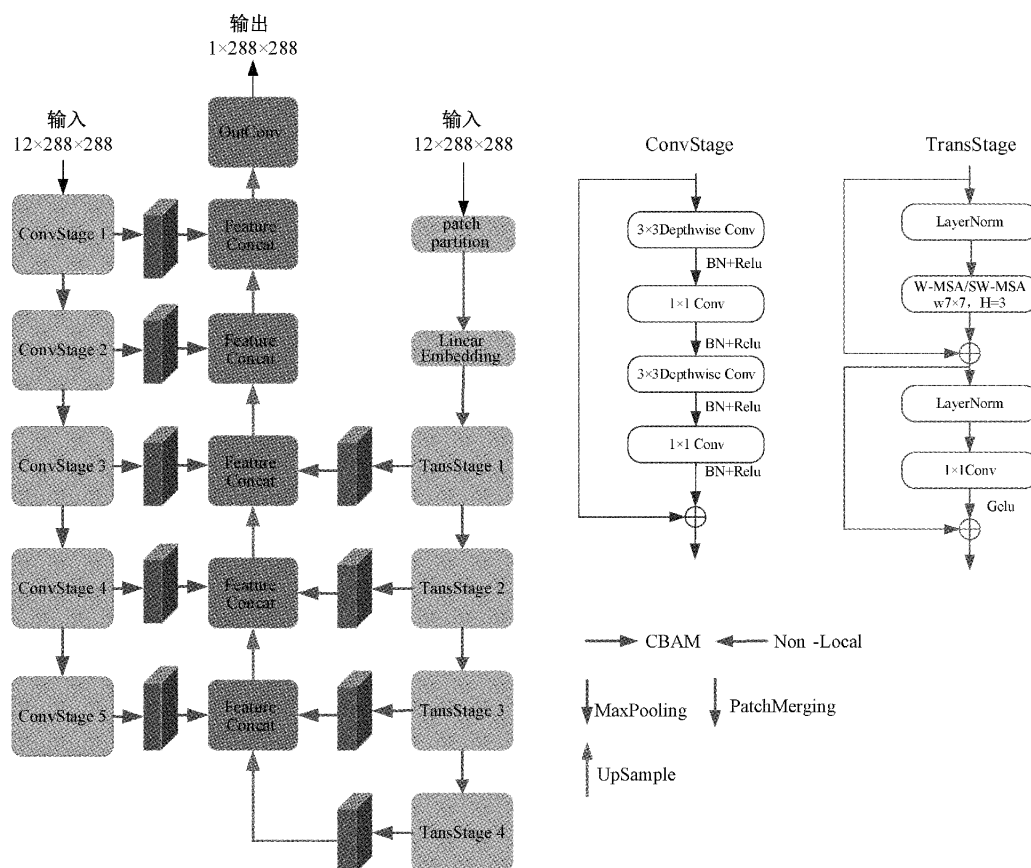 输出
1×288×288
OutConv
输入
12×288×288
ConvStage 1
Feature
Concat
输入
12×288×288
patch
partition
ConvStage 2
Feature
Concat
Linear
Embedding
ConvStage 3
Feature
Concat
TansStage 1
ConvStage 4
Feature
Concat
TansStage 2
ConvStage 5
Feature
Concat
TansStage 3
TansStage 4
ConvStage
3×3Depthwise Conv
BN+Relu
1×1 Conv
BN+Relu
3×3Depthwise Conv
BN+Relu
1×1 Conv
BN+Relu
TransStage
LayerNorm
W-MSA/SW-MSA
w7×7, H=3
LayerNorm
1×1Conv
Gelu
CBAM
Non -Local
MaxPooling
PatchMerging
UpSample